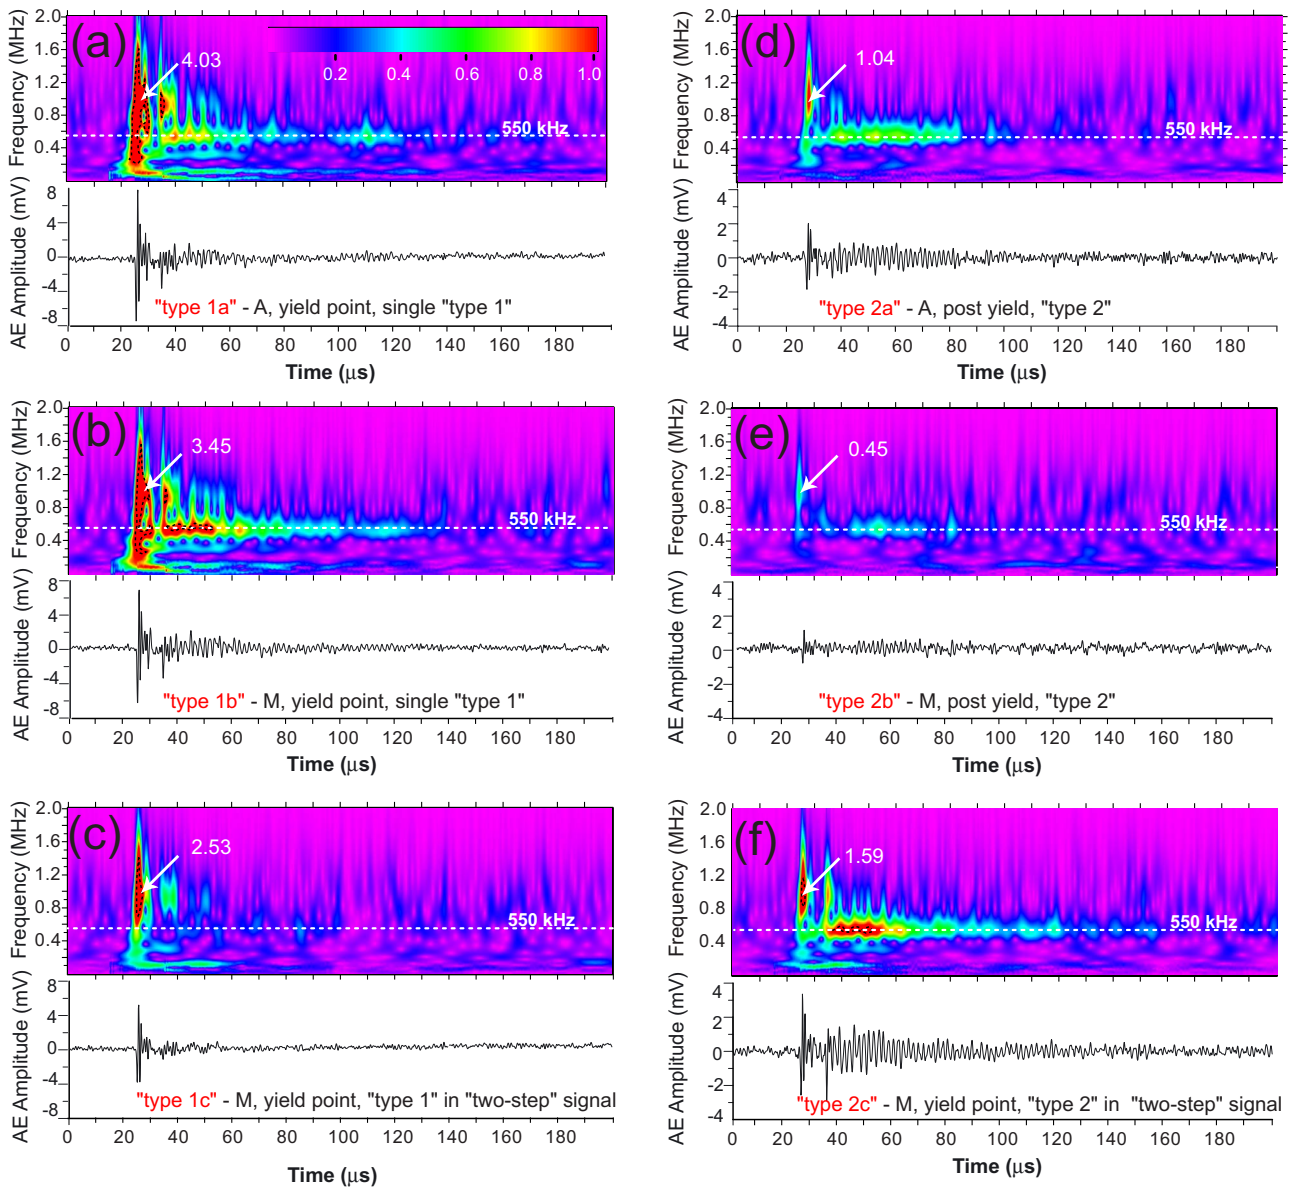 (a)
Frequency (MHz)
2.0
1.6
1.2
0.8
0.4
4.03
0.2 0.4 0.6 0.8 1.0
550 kHz
AE Amplitude (mV)
8
4
0
-4
-8
"type 1a" - A, yield point, single "type 1"
0 20 40 60 80 100 120 140 160 180
Time (μs)
(d)
Frequency (MHz)
2.0
1.6
1.2
0.8
0.4
1.04
550 kHz
AE Amplitude (mV)
4
2
0
-2
-4
"type 2a" - A, post yield, "type 2"
0 20 40 60 80 100 120 140 160 180
Time (μs)
(b)
Frequency (MHz)
2.0
1.6
1.2
0.8
0.4
3.45
550 kHz
AE Amplitude (mV)
8
4
0
-4
-8
"type 1b" - M, yield point, single "type 1"
0 20 40 60 80 100 120 140 160 180
Time (μs)
(e)
Frequency (MHz)
2.0
1.6
1.2
0.8
0.4
0.45
550 kHz
AE Amplitude (mV)
4
2
0
-2
-4
"type 2b" - M, post yield, "type 2"
0 20 40 60 80 100 120 140 160 180
Time (μs)
(c)
Frequency (MHz)
2.0
1.6
1.2
0.8
0.4
2.53
550 kHz
AE Amplitude (mV)
8
4
0
-4
-8
"type 1c" - M, yield point, "type 1" in "two-step" signal
0 20 40 60 80 100 120 140 160 180
Time (μs)
(f)
Frequency (MHz)
2.0
1.6
1.2
0.8
0.4
1.59
550 kHz
AE Amplitude (mV)
4
2
0
-2
-4
"type 2c" - M, yield point, "type 2" in "two-step" signal
0 20 40 60 80 100 120 140 160 180
Time (μs)